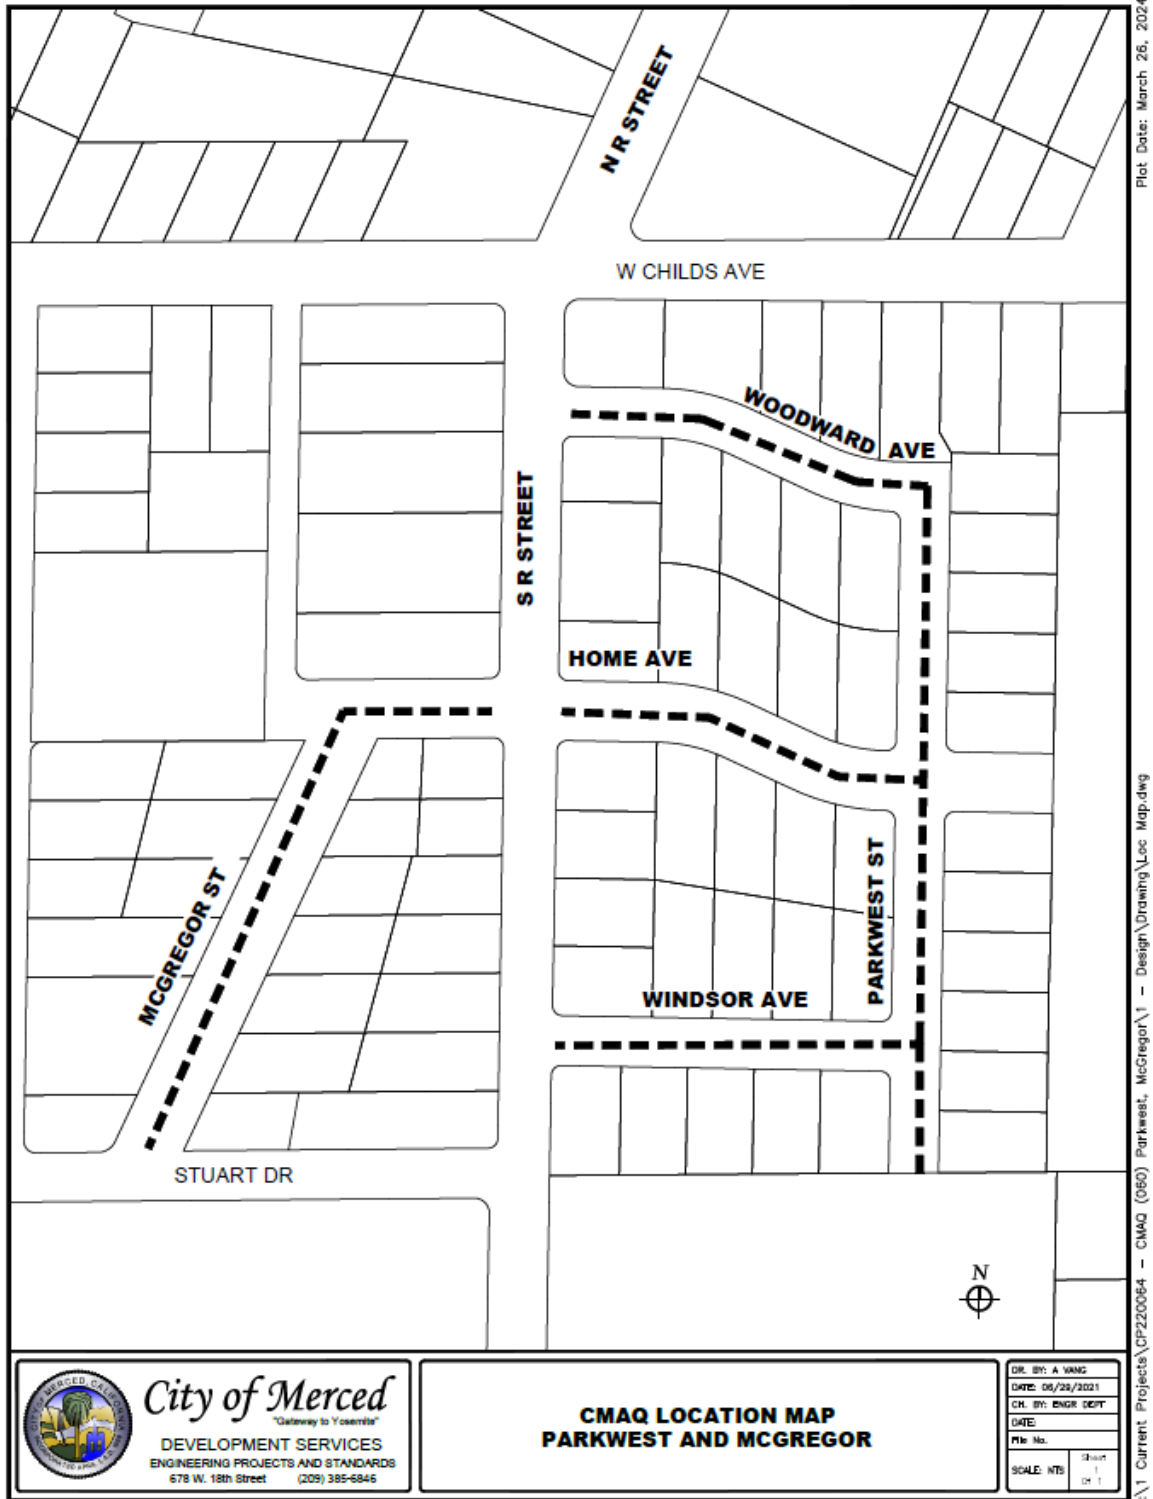 Plot Date: March 26, 2024
N R STREET
W CHILDS AVE
WOODWARD AVE
S R STREET
HOME AVE
MCGREGOR ST
PARKWEST ST
WINDSOR AVE
STUART DR
N
:\1 Current Projects\CP220064 - CMAQ (060) Parkwest, McGregor\1 - Design\Drawing\Loc Map.dwg
City of Merced
"Gateway to Yosemite"
DEVELOPMENT SERVICES
ENGINEERING PROJECTS AND STANDARDS
678 W. 18th Street (209) 385-6846
CMAQ LOCATION MAP
PARKWEST AND MCGREGOR
DR. BY: A VANG
DATE: 06/29/2021
CH. BY: ENGR DEPT
DATE:
File No.
SCALE: NTS
Sheet
1
OF 1